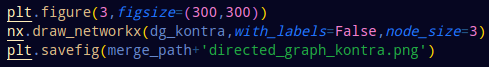 plt.figure(3,figsize=(300,300))
nx.draw_networkx(dg_kontra,with_labels=False,node_size=3)
plt.savefig(merge_path+'directed_graph_kontra.png')